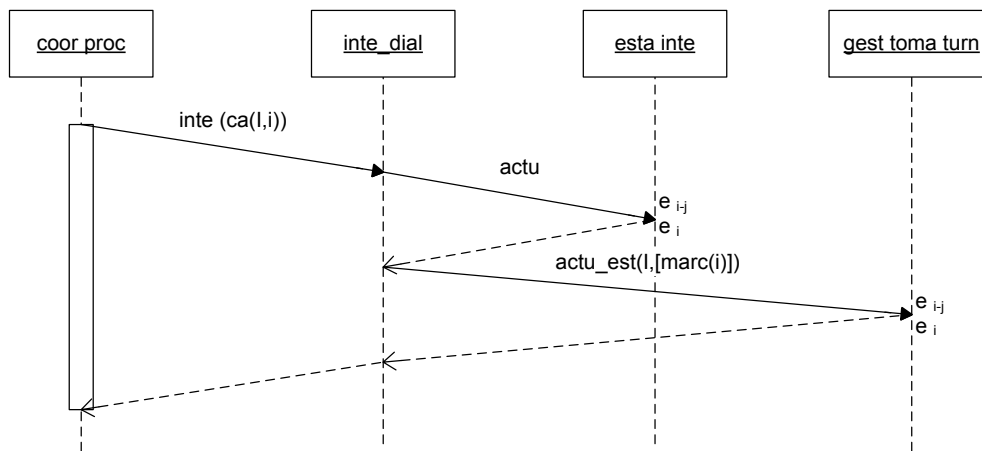 coor proc
inte_dial
esta inte
gest toma turn
inte (ca(I,i))
actu
e i-j
e i
actu_est(I,[marc(i)])
e i-j
e i